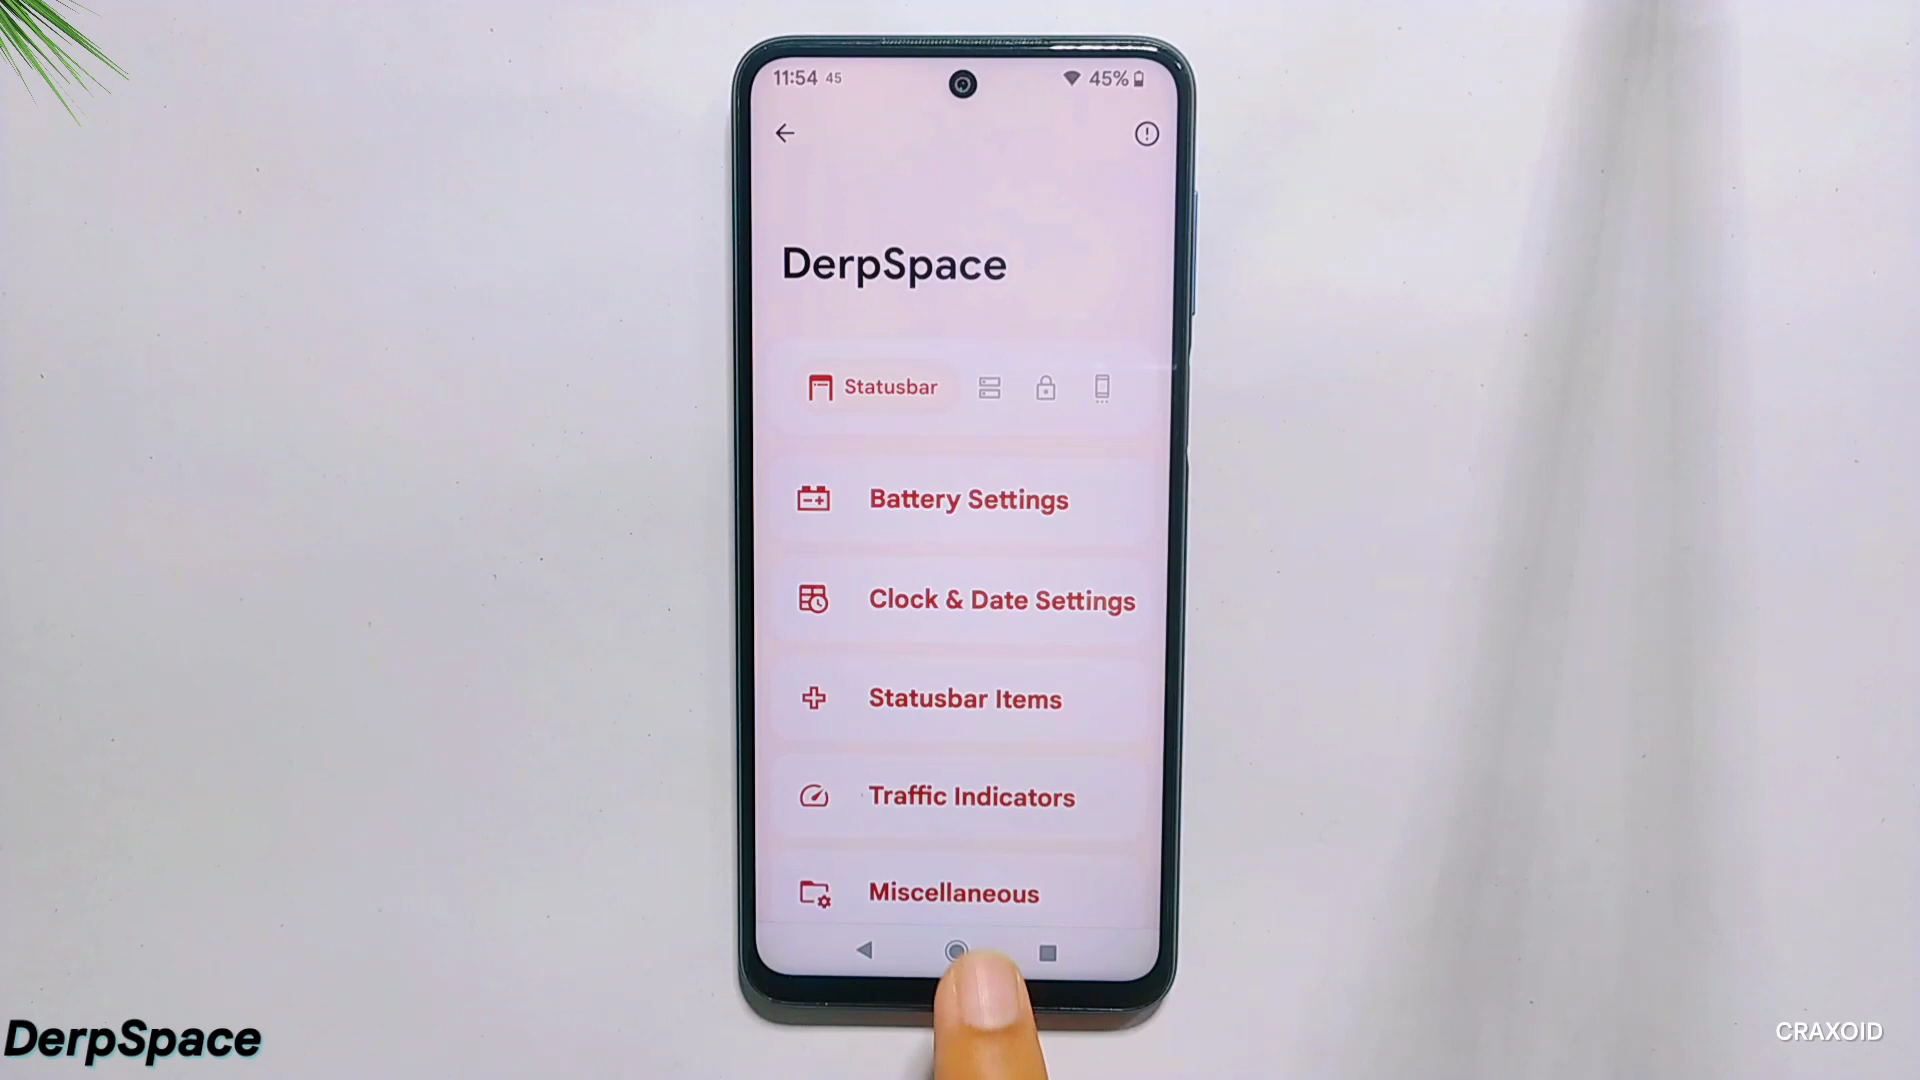 11:54 45 45%
DerpSpace
Statusbar
Battery Settings
Clock & Date Settings
Statusbar Items
Traffic Indicators
Miscellaneous
DerpSpace
CRAXOID